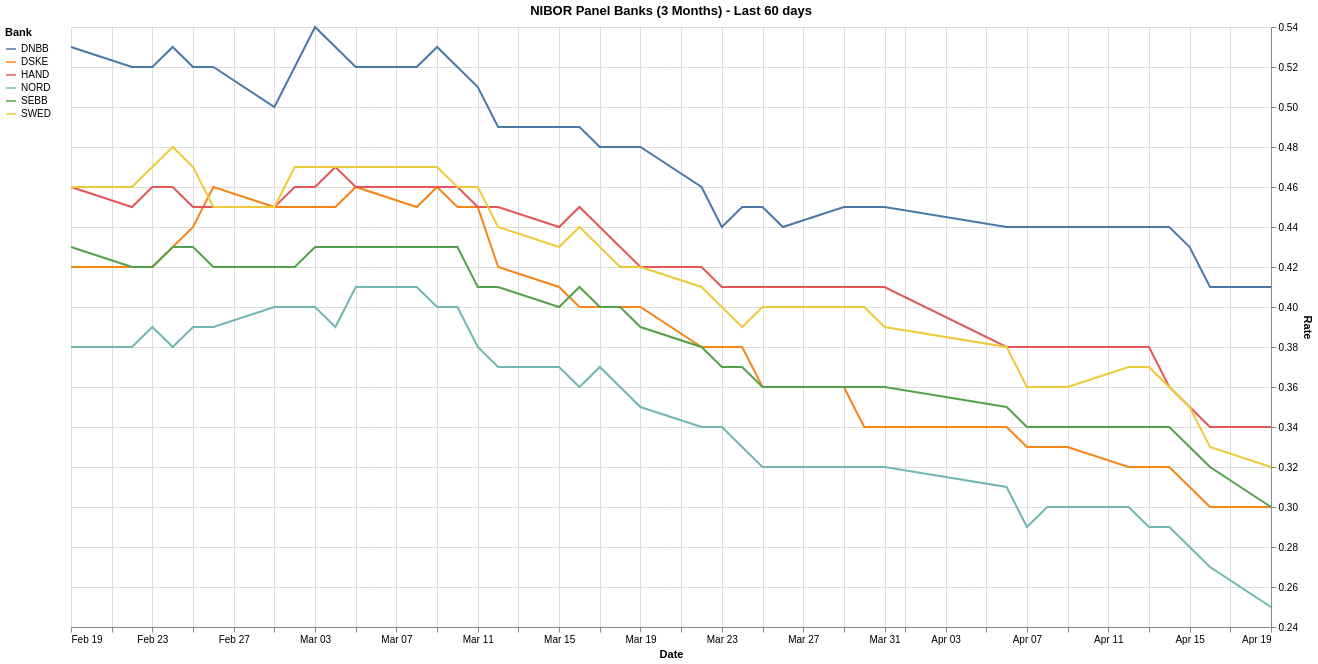 NIBOR Panel Banks (3 Months) - Last 60 days
Bank
DNBB
DSKE
HAND
NORD
SEBB
SWED
0.54
0.52
0.50
0.48
0.46
0.44
0.42
0.40
0.38
0.36
0.34
0.32
0.30
0.28
0.26
0.24
Rate
Feb 19 Feb 23 Feb 27 Mar 03 Mar 07 Mar 11 Mar 15 Mar 19 Mar 23 Mar 27 Mar 31 Apr 03 Apr 07 Apr 11 Apr 15 Apr 19
Date